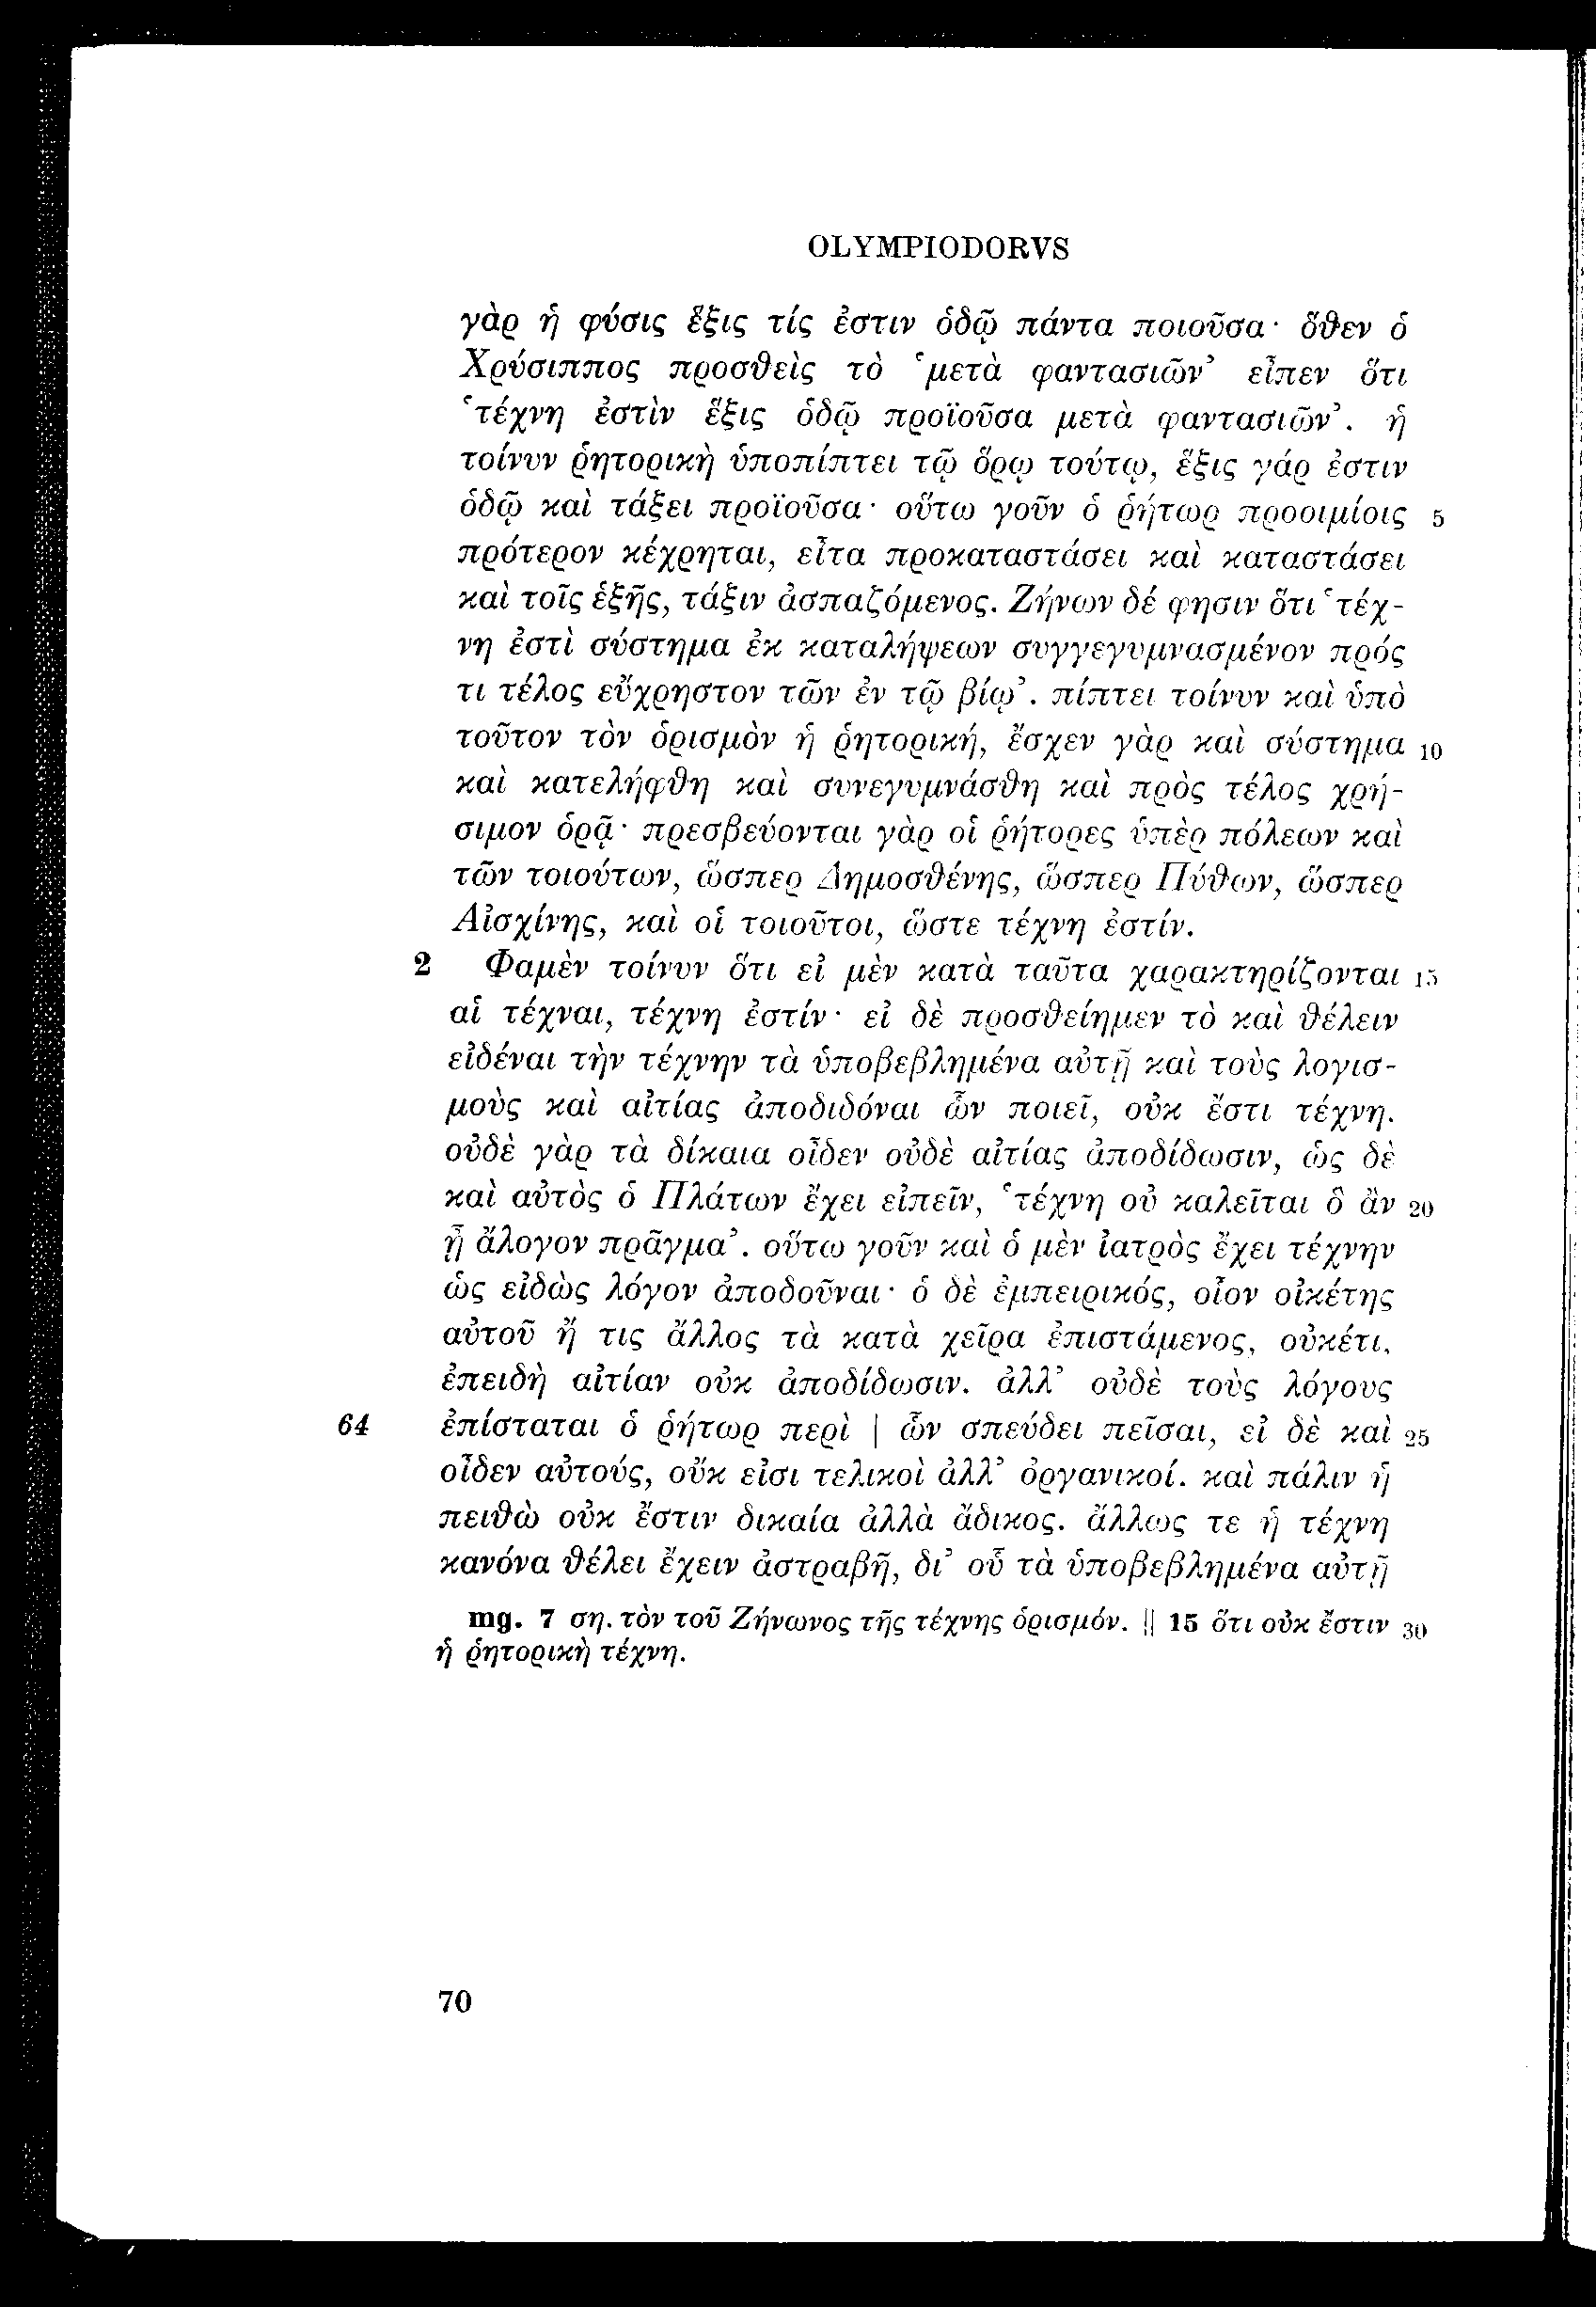 OLYMPIODORVS
γὰρ ἡ φύσις ἕξις τίς ἐστιν ὁδῷ πάντα ποιοῦσα· ὅθεν ὁ
Χρύσιππος προσθεὶς τὸ ‘μετὰ φαντασιῶν’ εἶπεν ὅτι
‘τέχνη ἐστὶν ἕξις ὁδῷ προϊοῦσα μετὰ φαντασιῶν’. ἡ
τοίνυν ῥητορικὴ ὑποπίπτει τῷ ὅρῳ τούτῳ, ἕξις γάρ ἐστιν
ὁδῷ καὶ τάξει προϊοῦσα· οὕτω γοῦν ὁ ῥήτωρ προοιμίοις 5
πρότερον κέχρηται, εἶτα προκαταστάσει καὶ καταστάσει
καὶ τοῖς ἑξῆς, τάξιν ἀσπαζόμενος. Ζήνων δέ φησιν ὅτι ‘τέχ-
νη ἐστὶ σύστημα ἐκ καταλήψεων συγγεγυμνασμένον πρός
τι τέλος εὔχρηστον τῶν ἐν τῷ βίῳ’. πίπτει τοίνυν καὶ ὑπὸ
τοῦτον τὸν ὁρισμὸν ἡ ῥητορική, ἔσχεν γὰρ καὶ σύστημα 10
καὶ κατελήφθη καὶ συνεγυμνάσθη καὶ πρὸς τέλος χρή-
σιμον ὁρᾷ· πρεσβεύονται γὰρ οἱ ῥήτορες ὑπὲρ πόλεων καὶ
τῶν τοιούτων, ὥσπερ Δημοσθένης, ὥσπερ Πύθων, ὥσπερ
Αἰσχίνης, καὶ οἱ τοιοῦτοι, ὥστε τέχνη ἐστίν.
2 Φαμὲν τοίνυν ὅτι εἰ μὲν κατὰ ταῦτα χαρακτηρίζονται 15
αἱ τέχναι, τέχνη ἐστίν· εἰ δὲ προσθείημεν τὸ καὶ θέλειν
εἰδέναι τὴν τέχνην τὰ ὑποβεβλημένα αὐτῇ καὶ τοὺς λογισ-
μοὺς καὶ αἰτίας ἀποδιδόναι ὧν ποιεῖ, οὐκ ἔστι τέχνη.
οὐδὲ γὰρ τὰ δίκαια οἶδεν οὐδὲ αἰτίας ἀποδίδωσιν, ὡς δὲ
καὶ αὐτὸς ὁ Πλάτων ἔχει εἰπεῖν, ‘τέχνη οὐ καλεῖται ὃ ἂν 20
ᾖ ἄλογον πρᾶγμα’. οὕτω γοῦν καὶ ὁ μὲν ἰατρὸς ἔχει τέχνην
ὡς εἰδὼς λόγον ἀποδοῦναι· ὁ δὲ ἐμπειρικός, οἷον οἰκέτης
αὐτοῦ ἤ τις ἄλλος τὰ κατὰ χεῖρα ἐπιστάμενος, οὐκέτι,
ἐπειδὴ αἰτίαν οὐκ ἀποδίδωσιν. ἀλλ’ οὐδὲ τοὺς λόγους
64 ἐπίσταται ὁ ῥήτωρ περὶ | ὧν σπεύδει πεῖσαι, εἰ δὲ καὶ 25
οἶδεν αὐτούς, οὔκ εἰσι τελικοὶ ἀλλ’ ὀργανικοί. καὶ πάλιν ἡ
πειθὼ οὐκ ἔστιν δικαία ἀλλὰ ἄδικος. ἄλλως τε ἡ τέχνη
κανόνα θέλει ἔχειν ἀστραβῆ, δι’ οὗ τὰ ὑποβεβλημένα αὐτῇ
mg. 7 ση. τὸν τοῦ Ζήνωνος τῆς τέχνης ὁρισμόν. || 15 ὅτι οὐκ ἔστιν 30
ἡ ῥητορικὴ τέχνη.
70